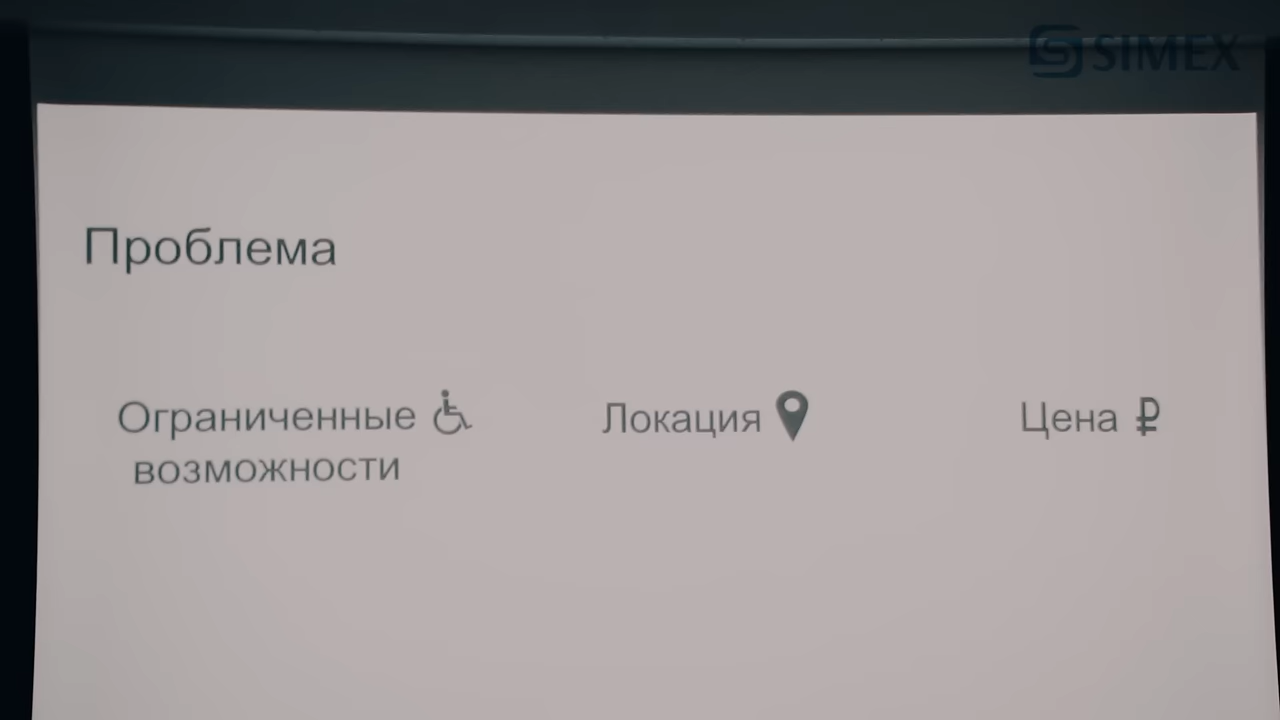 SIMEX
Проблема
Ограниченные
возможности
Локация
Цена ₽